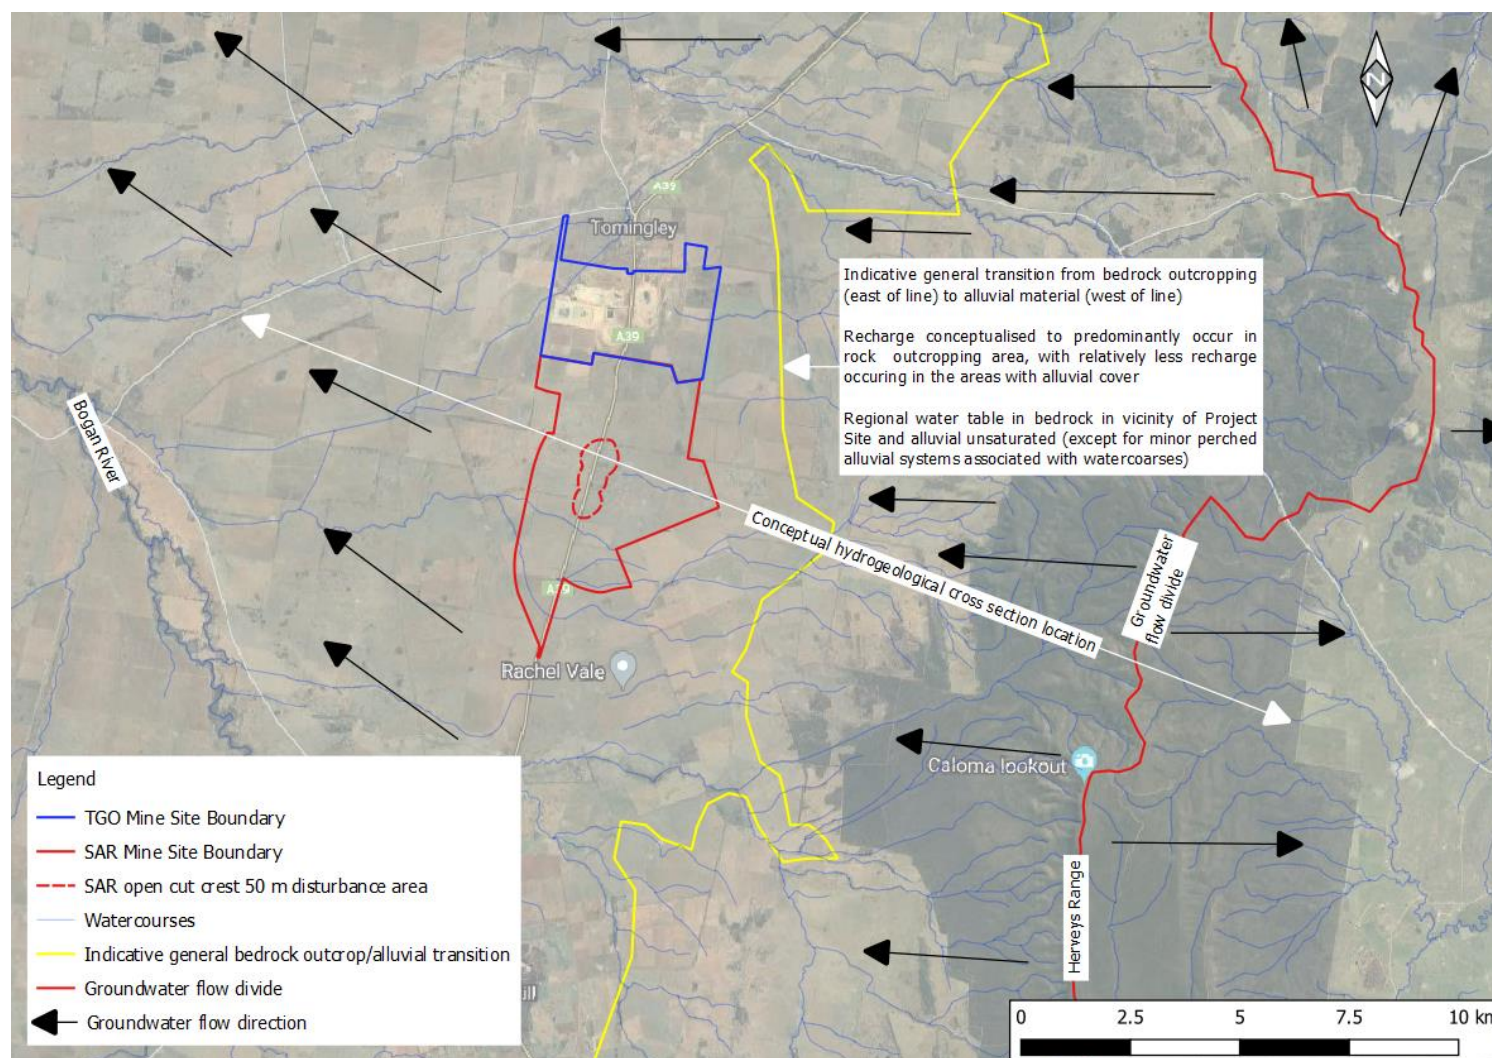 N
A39
Tomingley
A39
Indicative general transition from bedrock outcropping
(east of line) to alluvial material (west of line)
Recharge conceptualised to predominantly occur in
rock outcropping area, with relatively less recharge
occuring in the areas with alluvial cover
Regional water table in bedrock in vicinity of Project
Site and alluvial unsaturated (except for minor perched
alluvial systems associated with watercoarses)
Bogan River
Conceptual hydrogeological cross section location
Groundwater
flow divide
A39
Rachel Vale
Caloma lookout
Herveys Range
Legend
TGO Mine Site Boundary
SAR Mine Site Boundary
SAR open cut crest 50 m disturbance area
Watercourses
Indicative general bedrock outcrop/alluvial transition
Groundwater flow divide
Groundwater flow direction
0 2.5 5 7.5 10 km